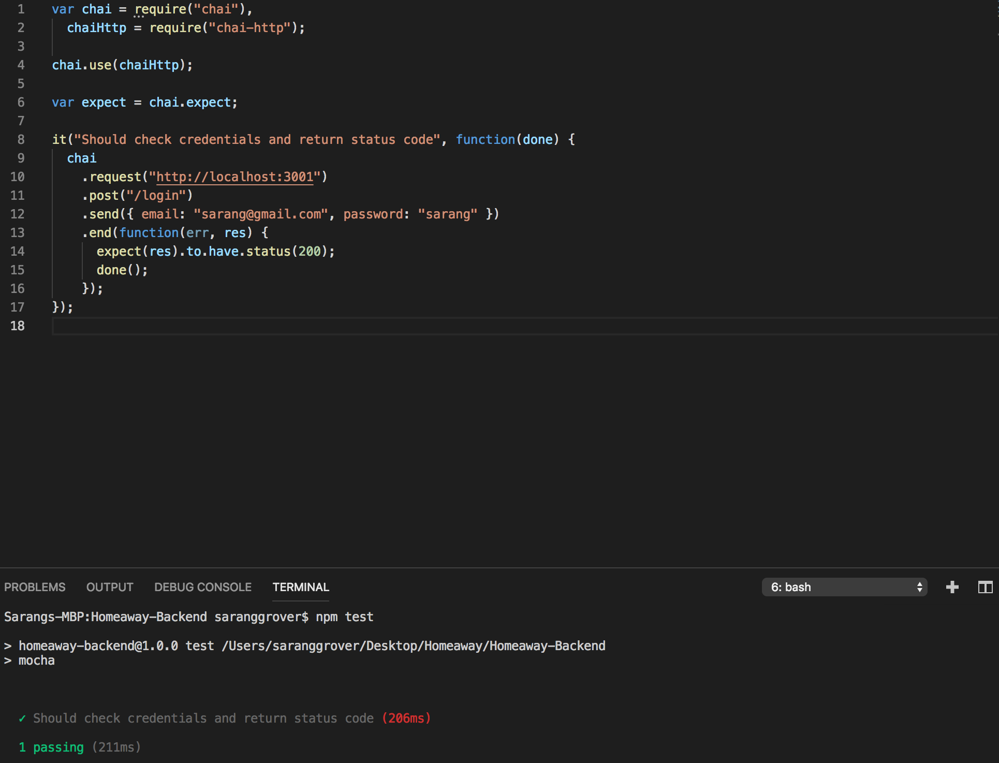 1 var chai = require("chai"),
2 chaiHttp = require("chai-http");
3
4 chai.use(chaiHttp);
5
6 var expect = chai.expect;
7
8 it("Should check credentials and return status code", function(done) {
9 chai
10 .request("http://localhost:3001")
11 .post("/login")
12 .send({ email: "sarang@gmail.com", password: "sarang" })
13 .end(function(err, res) {
14 expect(res).to.have.status(200);
15 done();
16 });
17 });
18
PROBLEMS OUTPUT DEBUG CONSOLE TERMINAL 6: bash
Sarangs-MBP:Homeaway-Backend saranggrover$ npm test
> homeaway-backend@1.0.0 test /Users/saranggrover/Desktop/Homeaway/Homeaway-Backend
> mocha
✓ Should check credentials and return status code (206ms)
1 passing (211ms)